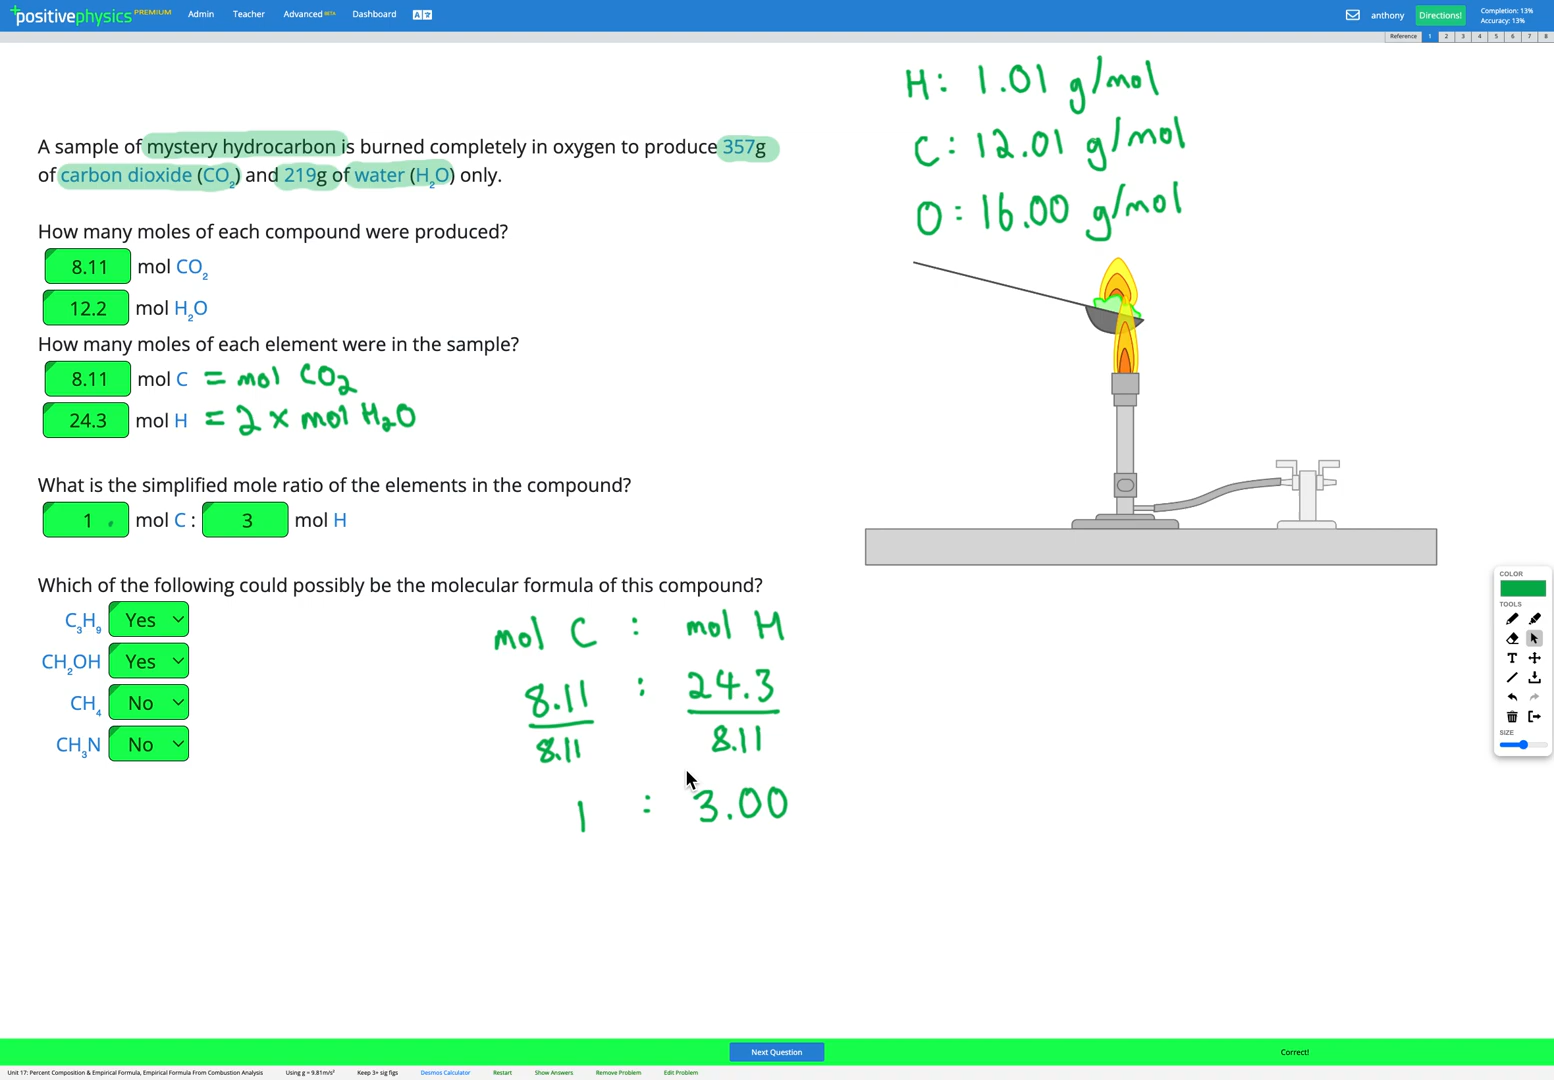 positivephysics PREMIUM Admin Teacher Advanced BETA Dashboard A anthony Directions! Completion: 13%
Accuracy: 13%
Reference 1 2 3 4 5 6 7 8
H: 1.01 g/mol
C: 12.01 g/mol
O: 16.00 g/mol
A sample of mystery hydrocarbon is burned completely in oxygen to produce 357g
of carbon dioxide (CO₂) and 219g of water (H₂O) only.
How many moles of each compound were produced?
8.11 mol CO₂
12.2 mol H₂O
How many moles of each element were in the sample?
8.11 mol C = mol CO₂
24.3 mol H = 2 x mol H₂O
What is the simplified mole ratio of the elements in the compound?
1 mol C : 3 mol H
Which of the following could possibly be the molecular formula of this compound?
C₃H₉ Yes
CH₂OH Yes
CH₄ No
CH₃N No
mol C : mol H
8.11 : 24.3
8.11 8.11
1 : 3.00
COLOR
TOOLS
T
SIZE
Next Question Correct!
Unit 17: Percent Composition & Empirical Formula, Empirical Formula From Combustion Analysis Using g = 9.81m/s² Keep 3+ sig figs Desmos Calculator Restart Show Answers Remove Problem Edit Problem